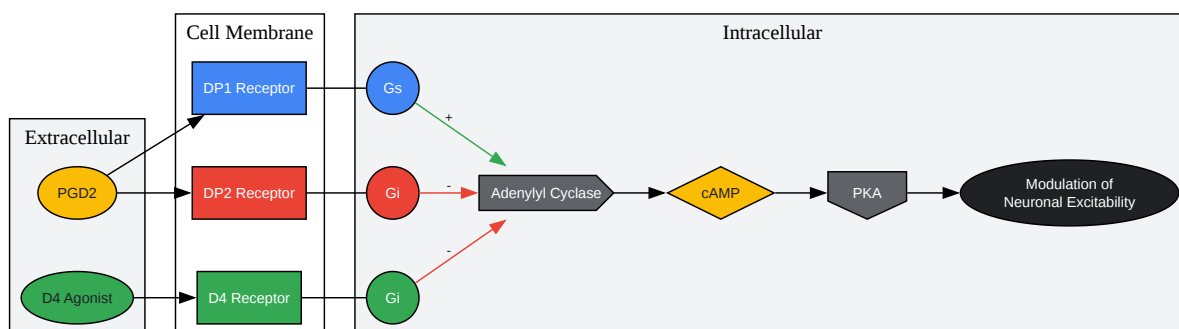 Cell Membrane
Intracellular
DP1 Receptor
Gs
+
Extracellular
PGD2
DP2 Receptor
Gi
-
Adenylyl Cyclase
cAMP
PKA
Modulation of
Neuronal Excitability
-
D4 Agonist
D4 Receptor
Gi